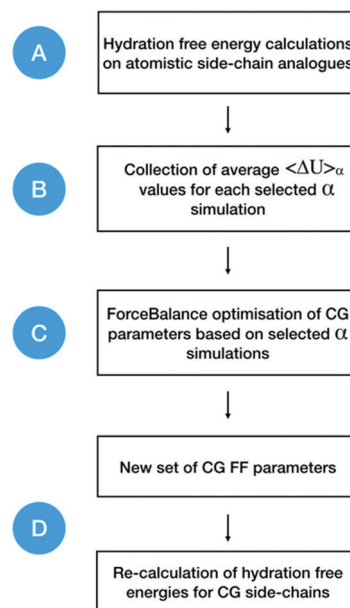 A
Hydration free energy calculations
on atomistic side-chain analogues
B
Collection of average <ΔU>α
values for each selected α
simulation
C
ForceBalance optimisation of CG
parameters based on selected α
simulations
New set of CG FF parameters
D
Re-calculation of hydration free
energies for CG side-chains